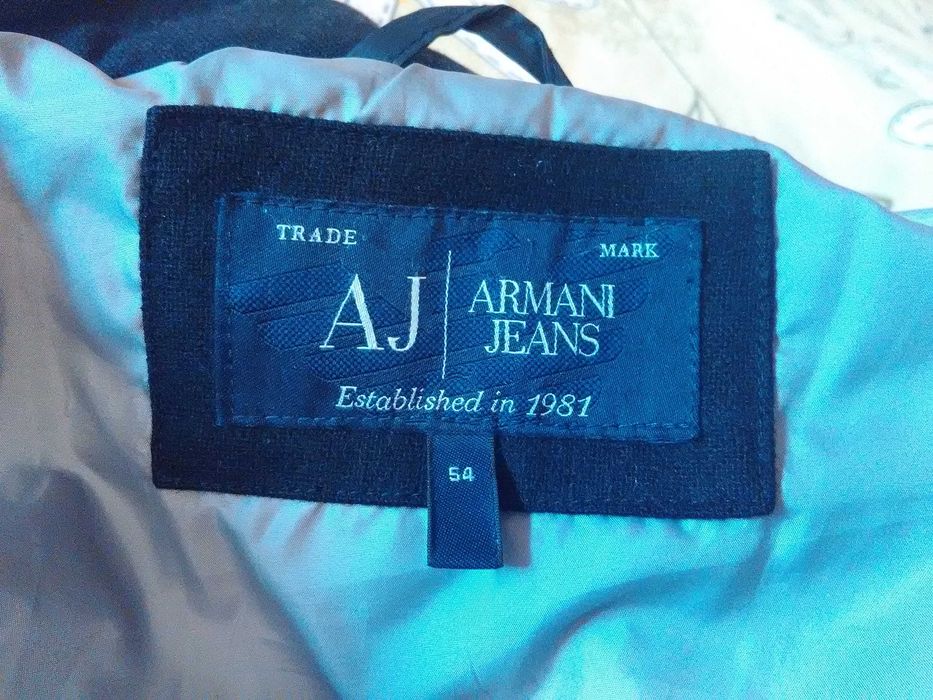 TRADE MARK
AJ ARMANI
JEANS
Established in 1981
54